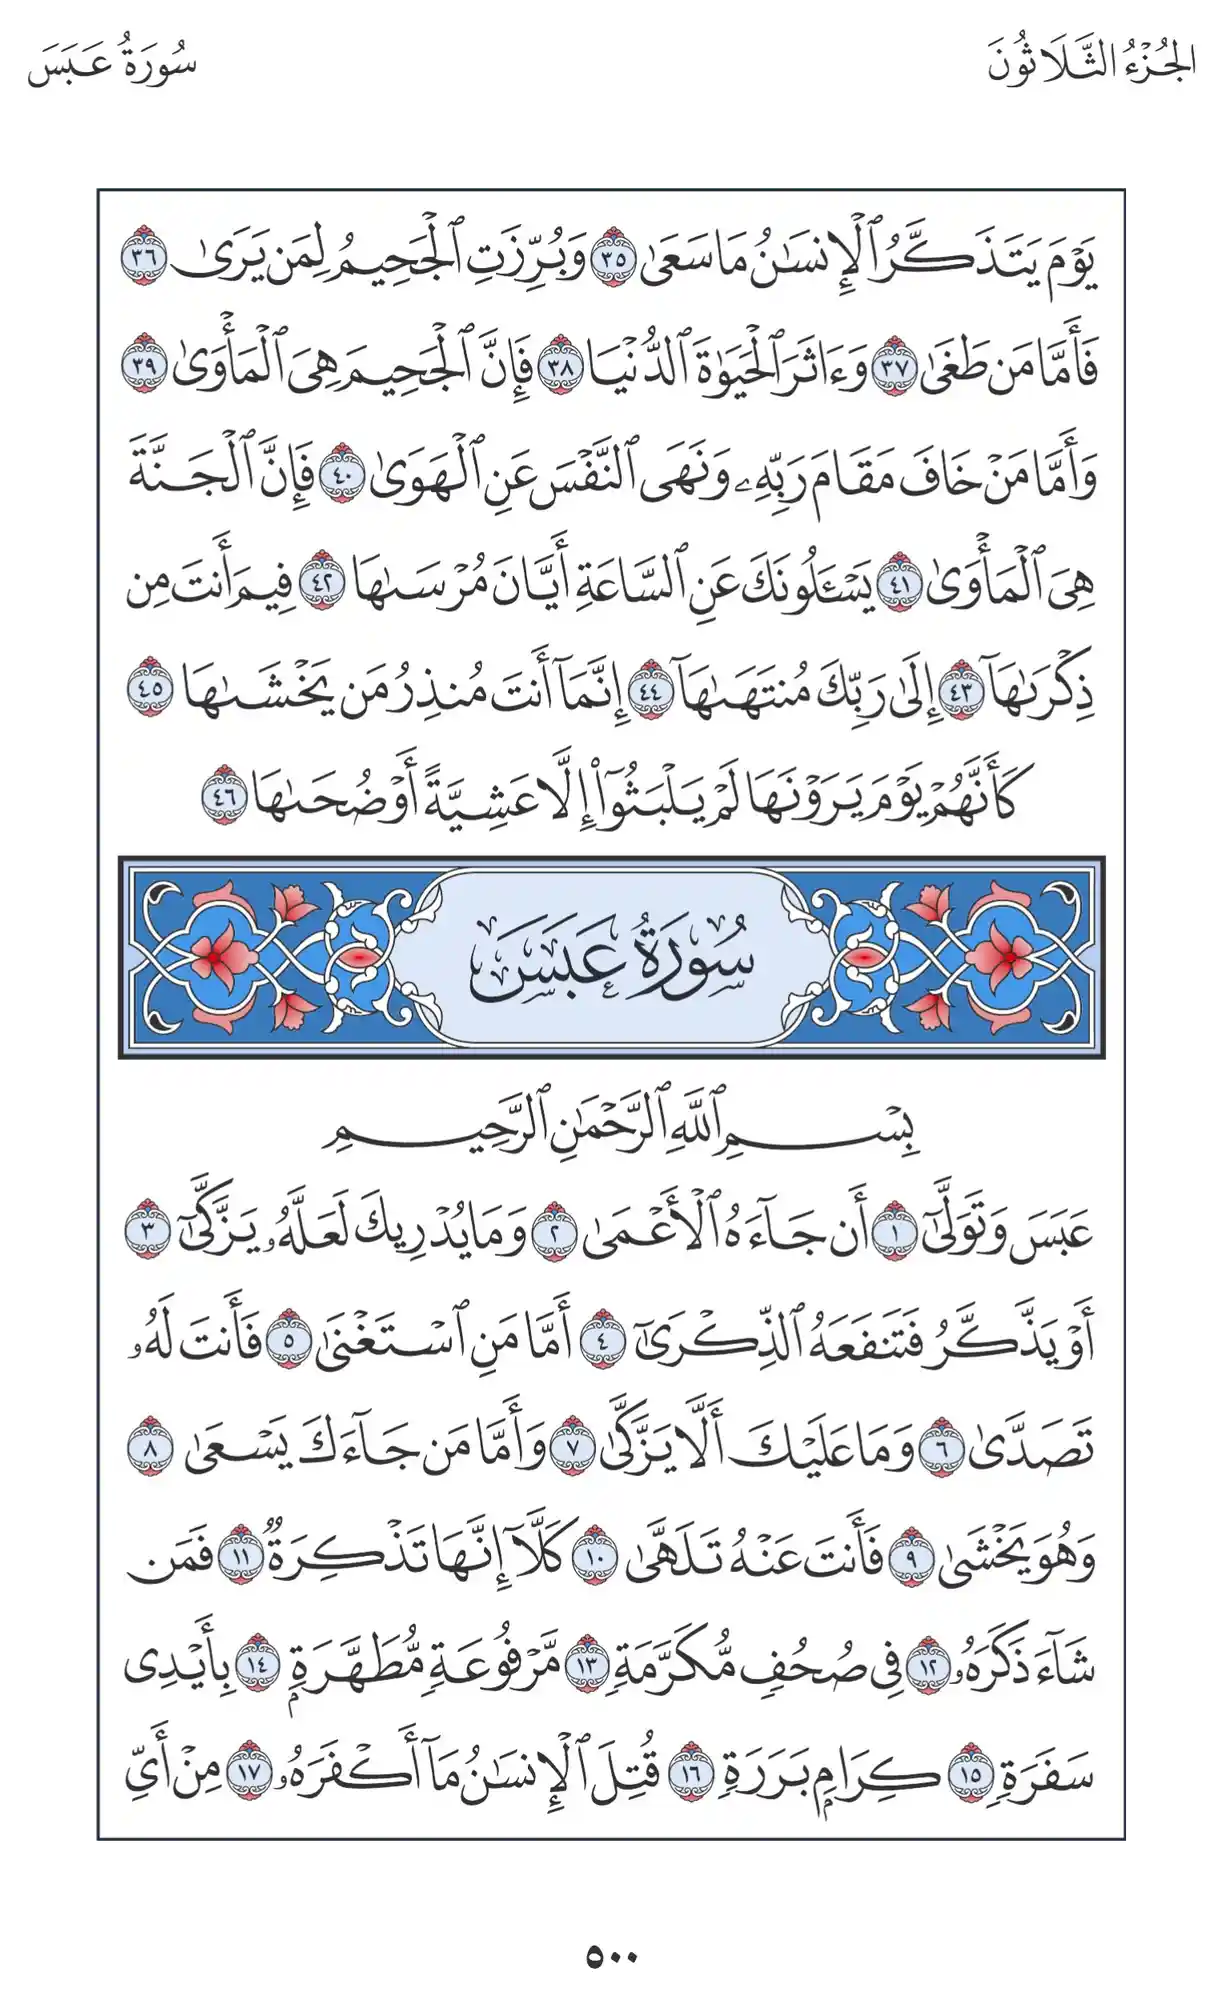 الجُزْءُ الثَّلَاثُونَ
سُورَةُ عَبَسَ
يَوْمَ يَتَذَكَّرُ ٱلْإِنسَٰنُ مَا سَعَىٰ ٣٥ وَبُرِّزَتِ ٱلْجَحِيمُ لِمَن يَرَىٰ ٣٦
فَأَمَّا مَن طَغَىٰ ٣٧ وَءَاثَرَ ٱلْحَيَوٰةَ ٱلدُّنْيَا ٣٨ فَإِنَّ ٱلْجَحِيمَ هِىَ ٱلْمَأْوَىٰ ٣٩
وَأَمَّا مَنْ خَافَ مَقَامَ رَبِّهِۦ وَنَهَى ٱلنَّفْسَ عَنِ ٱلْهَوَىٰ ٤٠ فَإِنَّ ٱلْجَنَّةَ
هِىَ ٱلْمَأْوَىٰ ٤١ يَسْـَٔلُونَكَ عَنِ ٱلسَّاعَةِ أَيَّانَ مُرْسَىٰهَا ٤٢ فِيمَ أَنتَ مِن
ذِكْرَىٰهَآ ٤٣ إِلَىٰ رَبِّكَ مُنتَهَىٰهَآ ٤٤ إِنَّمَآ أَنتَ مُنذِرُ مَن يَخْشَىٰهَا ٤٥
كَأَنَّهُمْ يَوْمَ يَرَوْنَهَا لَمْ يَلْبَثُوٓا۟ إِلَّا عَشِيَّةً أَوْ ضُحَىٰهَا ٤٦
سُورَةُ عَبَسَ
بِسْمِ ٱللَّهِ ٱلرَّحْمَٰنِ ٱلرَّحِيمِ
عَبَسَ وَتَوَلَّىٰٓ ١ أَن جَآءَهُ ٱلْأَعْمَىٰ ٢ وَمَا يُدْرِيكَ لَعَلَّهُۥ يَزَّكَّىٰٓ ٣
أَوْ يَذَّكَّرُ فَتَنفَعَهُ ٱلذِّكْرَىٰٓ ٤ أَمَّا مَنِ ٱسْتَغْنَىٰ ٥ فَأَنتَ لَهُۥ
تَصَدَّىٰ ٦ وَمَا عَلَيْكَ أَلَّا يَزَّكَّىٰ ٧ وَأَمَّا مَن جَآءَكَ يَسْعَىٰ ٨
وَهُوَ يَخْشَىٰ ٩ فَأَنتَ عَنْهُ تَلَهَّىٰ ١٠ كَلَّآ إِنَّهَا تَذْكِرَةٌ ١١ فَمَن
شَآءَ ذَكَرَهُۥ ١٢ فِى صُحُفٍ مُّكَرَّمَةٍ ١٣ مَّرْفُوعَةٍ مُّطَهَّرَةٍۭ ١٤ بِأَيْدِى
سَفَرَةٍ ١٥ كِرَامٍۭ بَرَرَةٍ ١٦ قُتِلَ ٱلْإِنسَٰنُ مَآ أَكْفَرَهُۥ ١٧ مِنْ أَىِّ
٥٠٠